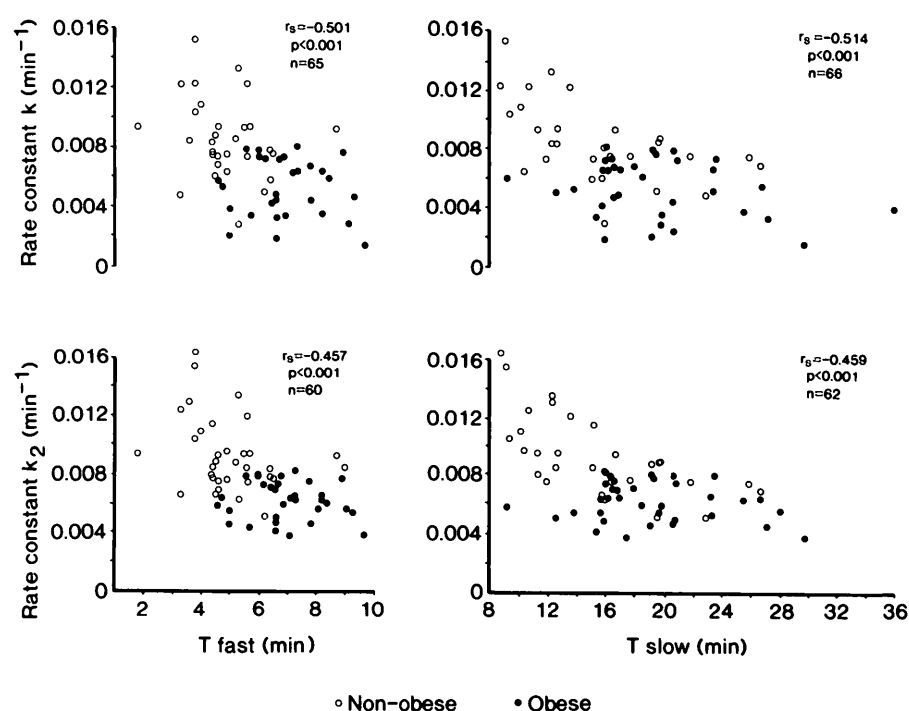 Rate constant k (min⁻¹)
0.016
0.012
0.008
0.004
0
rs=-0.501
p<0.001
n=65
0.016
0.012
0.008
0.004
0
rs=-0.514
p<0.001
n=66
Rate constant k2 (min⁻¹)
0.016
0.012
0.008
0.004
0
rs=-0.457
p<0.001
n=60
2 4 6 8 10
T fast (min)
0.016
0.012
0.008
0.004
0
rs=-0.459
p<0.001
n=62
8 12 16 20 24 28 32 36
T slow (min)
Non-obese Obese